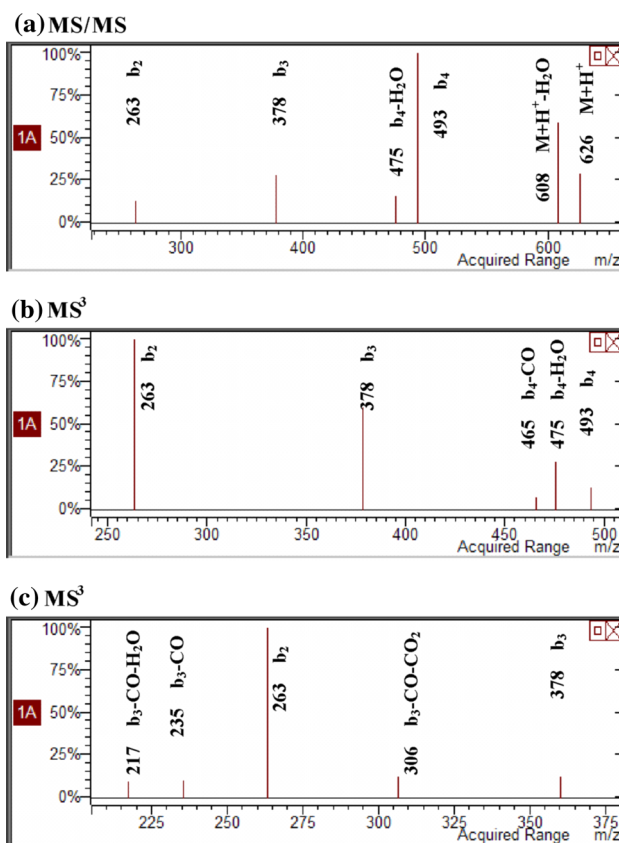 (a) MS/MS
100%
75%
50%
25%
0%
1A
263 b₂
378 b₃
475 b₄-H₂O
493 b₄
608 M+H⁺-H₂O
626 M+H⁺
300 400 500 600
Acquired Range m/z
(b) MS³
100%
75%
50%
25%
0%
1A
263 b₂
378 b₃
465 b₄-CO
475 b₄-H₂O
493 b₄
250 300 350 400 450 500
Acquired Range m/z
(c) MS³
100%
75%
50%
25%
0%
1A
217 b₃-CO-H₂O
235 b₃-CO
263 b₂
306 b₃-CO-CO₂
378 b₃
225 250 275 300 325 350 375
Acquired Range m/z